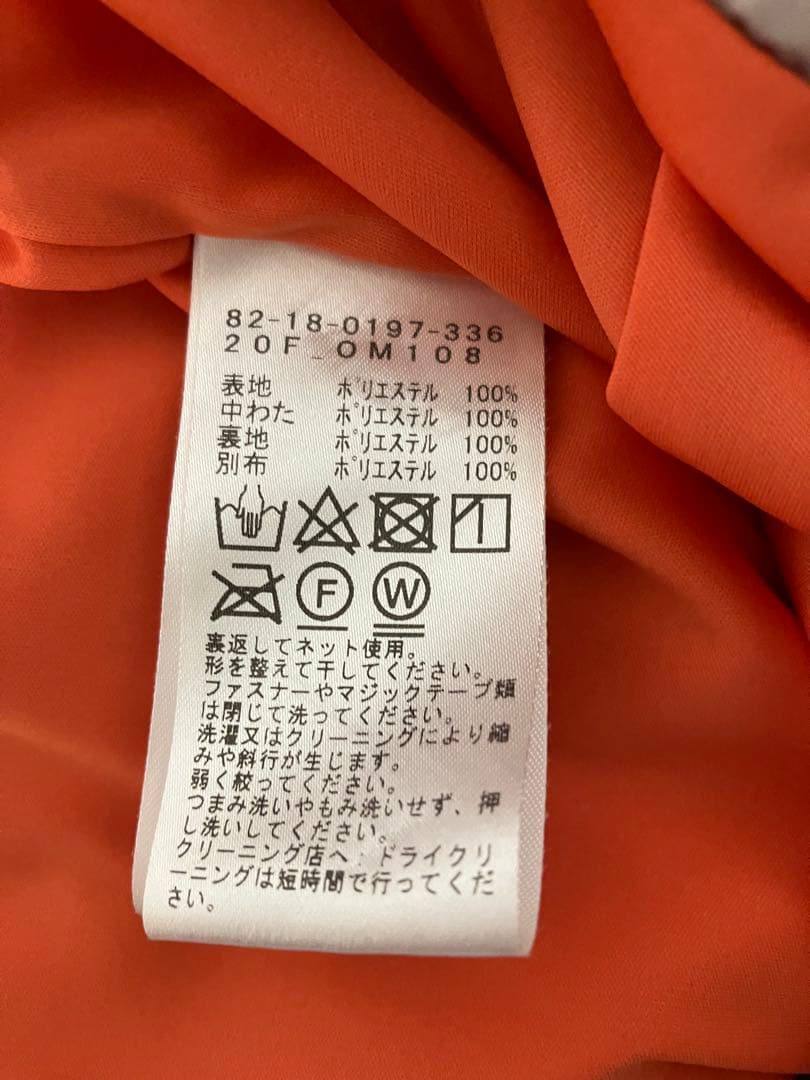 82-18-0197-336
20F_OM108
表地 ポリエステル 100%
中わた ポリエステル 100%
裏地 ポリエステル 100%
別布 ポリエステル 100%
F W
裏返してネット使用。
形を整えて干してください。
ファスナーやマジックテープ類
は閉じて洗ってください。
洗濯又はクリーニングにより縮
みや斜行が生じます。
弱く絞ってください。
つまみ洗いやもみ洗いせず、押
し洗いしてください。
クリーニング店へ:ドライクリ
ーニングは短時間で行ってくだ
さい。